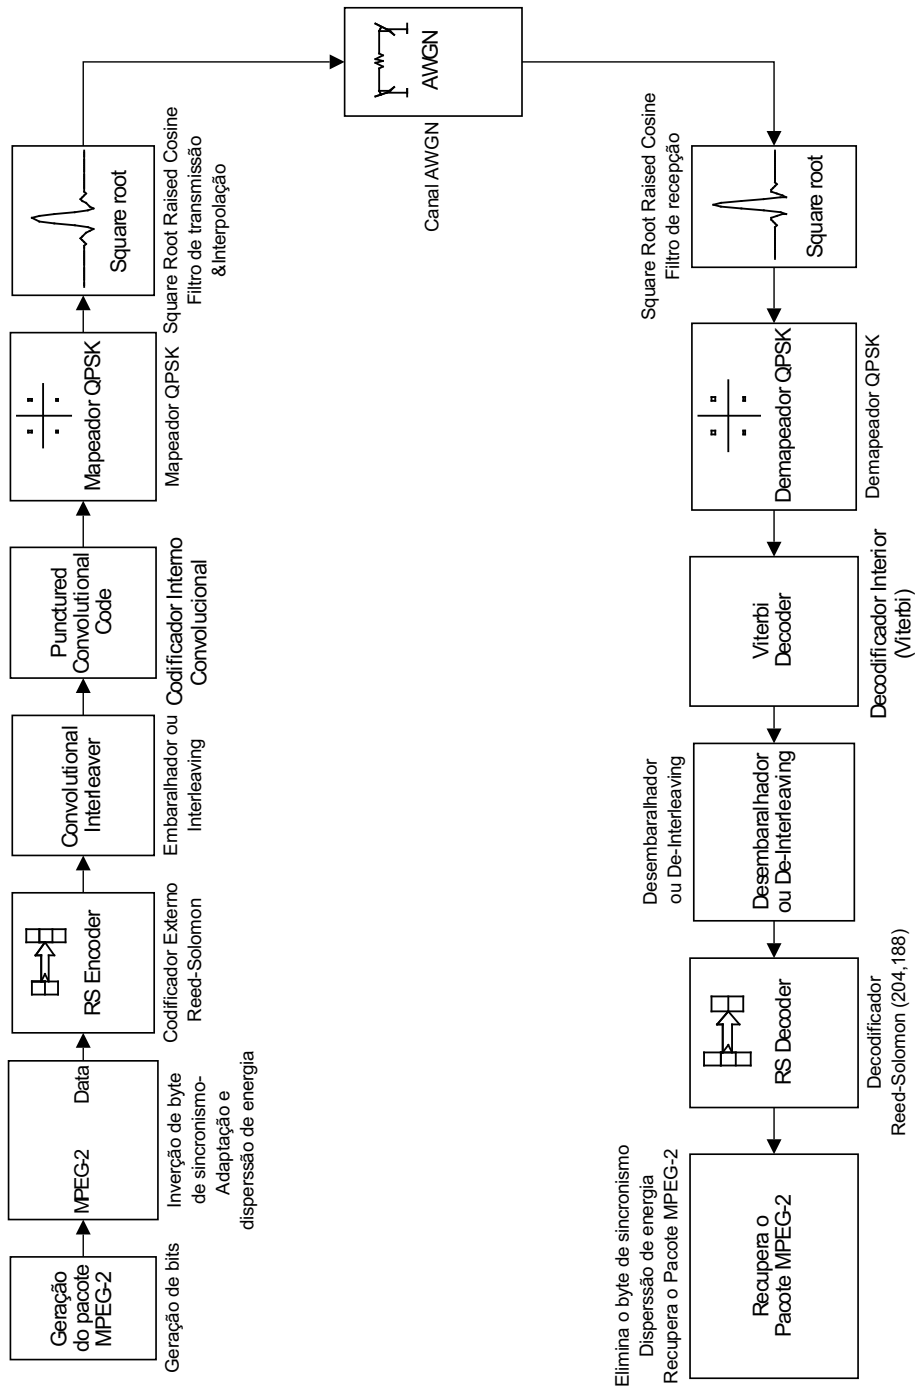 Geração
do pacote
MPEG-2
Geração de bits
MPEG-2 Data
Inverção de byte
de sincronismo-
Adaptação e
disperssão de energia
RS Encoder
Codificador Externo
Reed-Solomon
Convolutional
Interleaver
Embaralhador ou
Interleaving
Punctured
Convolutional
Code
Codificador Interno
Convolucional
Mapeador QPSK
Mapeador QPSK
Square root
Square Root Raised Cosine
Filtro de transmissão
&Interpolação
AWGN
Canal AWGN
Square Root Raised Cosine
Filtro de recepção
Square root
Demapeador QPSK
Demapeador QPSK
Viterbi
Decoder
Decodificador Interior
(Viterbi)
Desembaralhador
ou De-Interleaving
Desembaralhador
ou De-Interleaving
RS Decoder
Decodificador
Reed-Solomon (204,188)
Elimina o byte de sincronismo
Disperssão de energia
Recupera o Pacote MPEG-2
Recupera o
Pacote MPEG-2